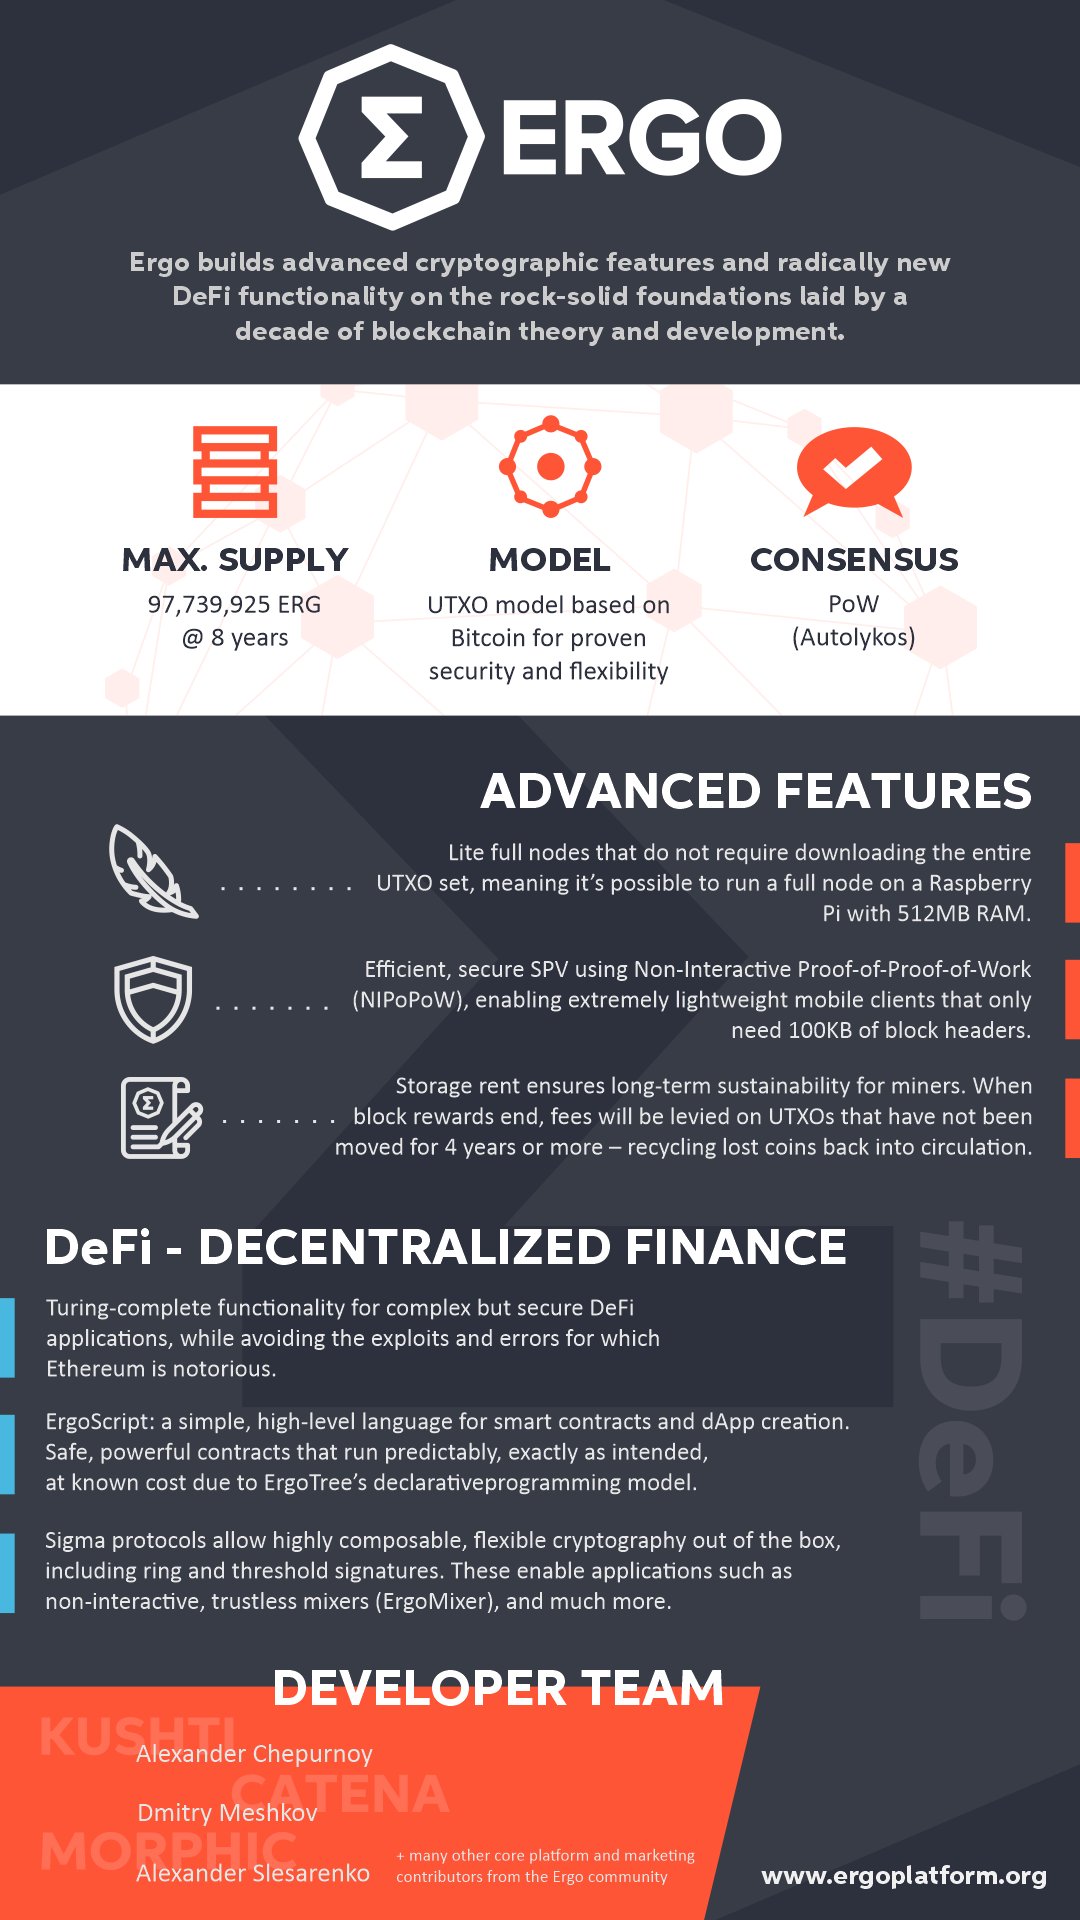 Σ ERGO
Ergo builds advanced cryptographic features and radically new
DeFi functionality on the rock-solid foundations laid by a
decade of blockchain theory and development.
MAX. SUPPLY
97,739,925 ERG
@ 8 years
MODEL
UTXO model based on
Bitcoin for proven
security and flexibility
CONSENSUS
PoW
(Autolykos)
ADVANCED FEATURES
Lite full nodes that do not require downloading the entire
UTXO set, meaning it’s possible to run a full node on a Raspberry
Pi with 512MB RAM.
Efficient, secure SPV using Non-Interactive Proof-of-Proof-of-Work
(NIPoPoW), enabling extremely lightweight mobile clients that only
need 100KB of block headers.
Σ
Storage rent ensures long-term sustainability for miners. When
block rewards end, fees will be levied on UTXOs that have not been
moved for 4 years or more – recycling lost coins back into circulation.
DeFi - DECENTRALIZED FINANCE
Turing-complete functionality for complex but secure DeFi
applications, while avoiding the exploits and errors for which
Ethereum is notorious.
ErgoScript: a simple, high-level language for smart contracts and dApp creation.
Safe, powerful contracts that run predictably, exactly as intended,
at known cost due to ErgoTree’s declarativeprogramming model.
Sigma protocols allow highly composable, flexible cryptography out of the box,
including ring and threshold signatures. These enable applications such as
non-interactive, trustless mixers (ErgoMixer), and much more.
#DeFi
DEVELOPER TEAM
KUSHTI
Alexander Chepurnoy
CATENA
Dmitry Meshkov
MORPHIC
Alexander Slesarenko
+ many other core platform and marketing
contributors from the Ergo community
www.ergoplatform.org